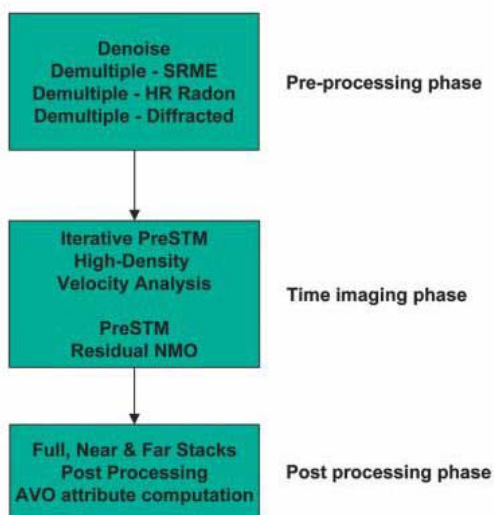 Denoise
Demultiple - SRME
Demultiple - HR Radon
Demultiple - Diffracted
Pre-processing phase
Iterative PreSTM
High-Density
Velocity Analysis
PreSTM
Residual NMO
Time imaging phase
Full, Near & Far Stacks
Post Processing
AVO attribute computation
Post processing phase